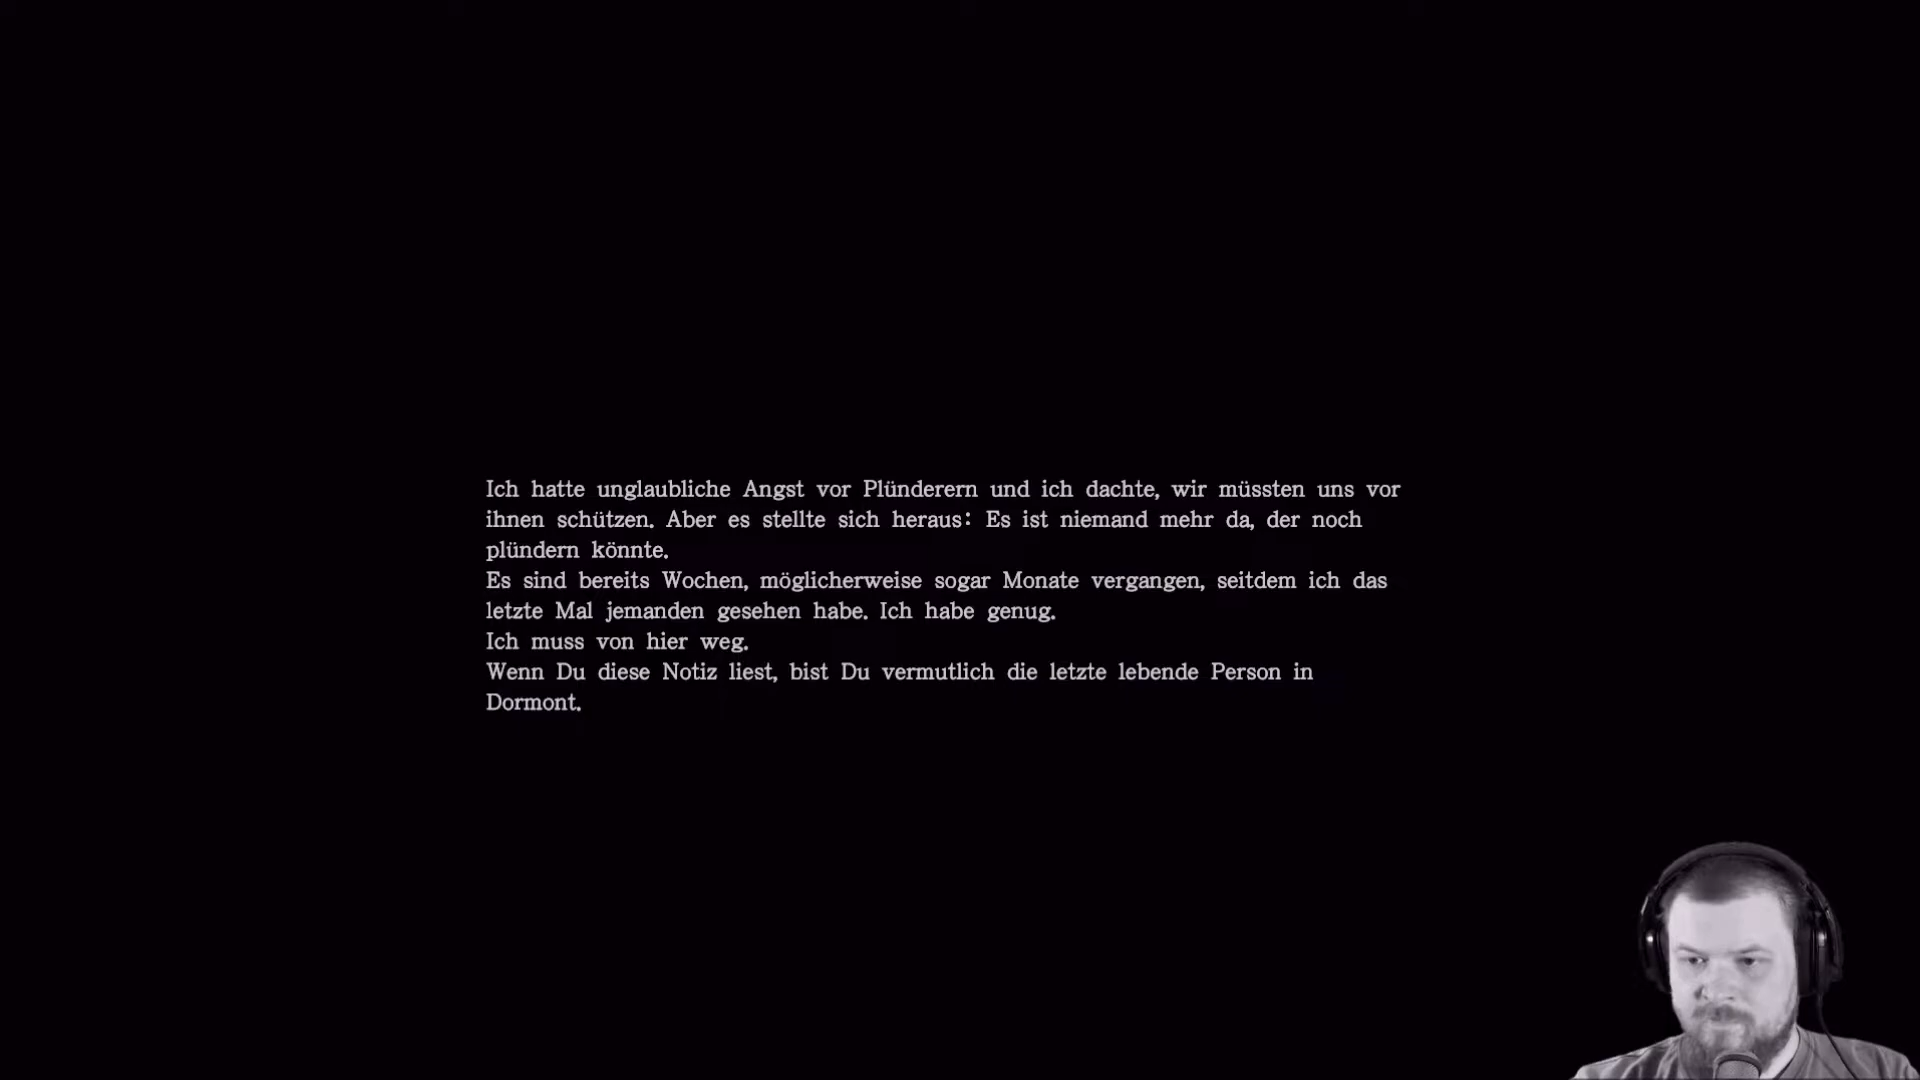 Ich hatte unglaubliche Angst vor Plünderern und ich dachte, wir müssten uns vor
ihnen schützen. Aber es stellte sich heraus: Es ist niemand mehr da, der noch
plündern könnte.
Es sind bereits Wochen, möglicherweise sogar Monate vergangen, seitdem ich das
letzte Mal jemanden gesehen habe. Ich habe genug.
Ich muss von hier weg.
Wenn Du diese Notiz liest, bist Du vermutlich die letzte lebende Person in
Dormont.